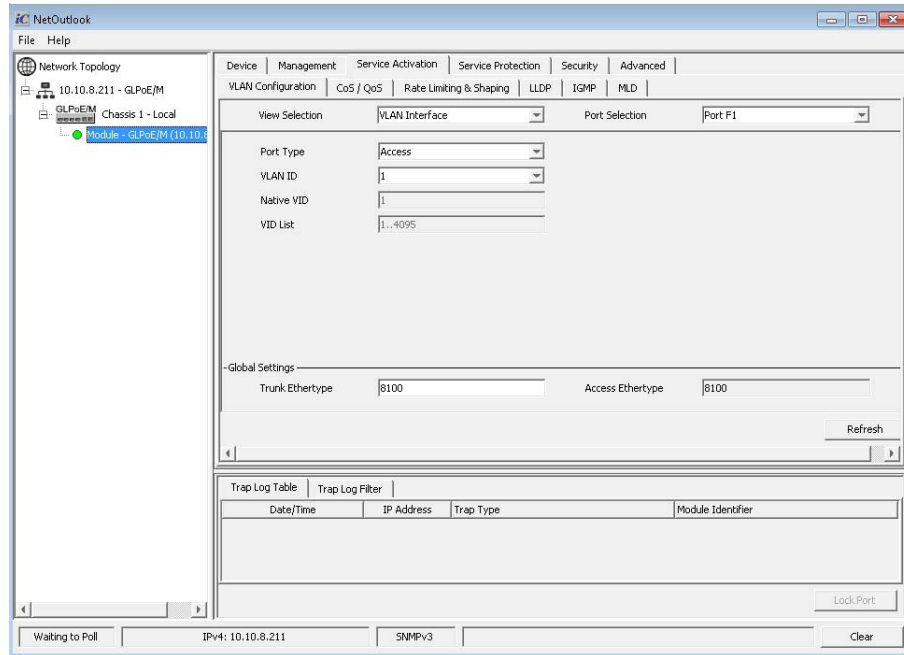 iC NetOutlook
File Help
Network Topology
10.10.8.211 - GLPoE/M
GLPoE/M Chassis 1 - Local
Module - GLPoE/M (10.10.8
Device Management Service Activation Service Protection Security Advanced
VLAN Configuration CoS / QoS Rate Limiting & Shaping LLDP IGMP MLD
View Selection VLAN Interface Port Selection Port F1
Port Type Access
VLAN ID 1
Native VID 1
VID List 1..4095
Global Settings
Trunk Ethertype 8100 Access Ethertype 8100
Refresh
Trap Log Table Trap Log Filter
Date/Time IP Address Trap Type Module Identifier
Lock Port
Waiting to Poll IPv4: 10.10.8.211 SNMPv3 Clear